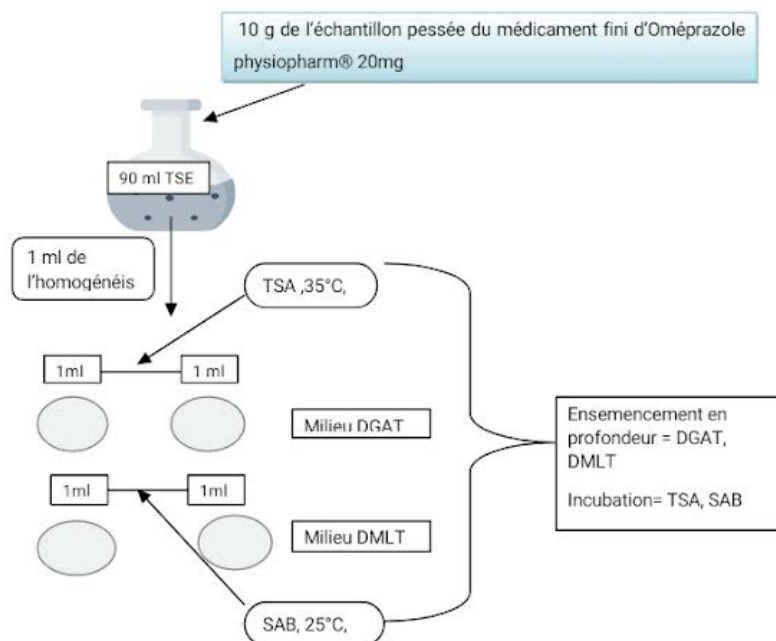 10 g de l'échantillon pessée du médicament fini d'Oméprazole
physiopharm® 20mg
90 ml TSE
1 ml de
l'homogénéis
TSA ,35°C,
1ml
1 ml
Milieu DGAT
Ensemencement en
profondeur = DGAT,
DMLT
Incubation= TSA, SAB
1ml
1ml
Milieu DMLT
SAB, 25°C,